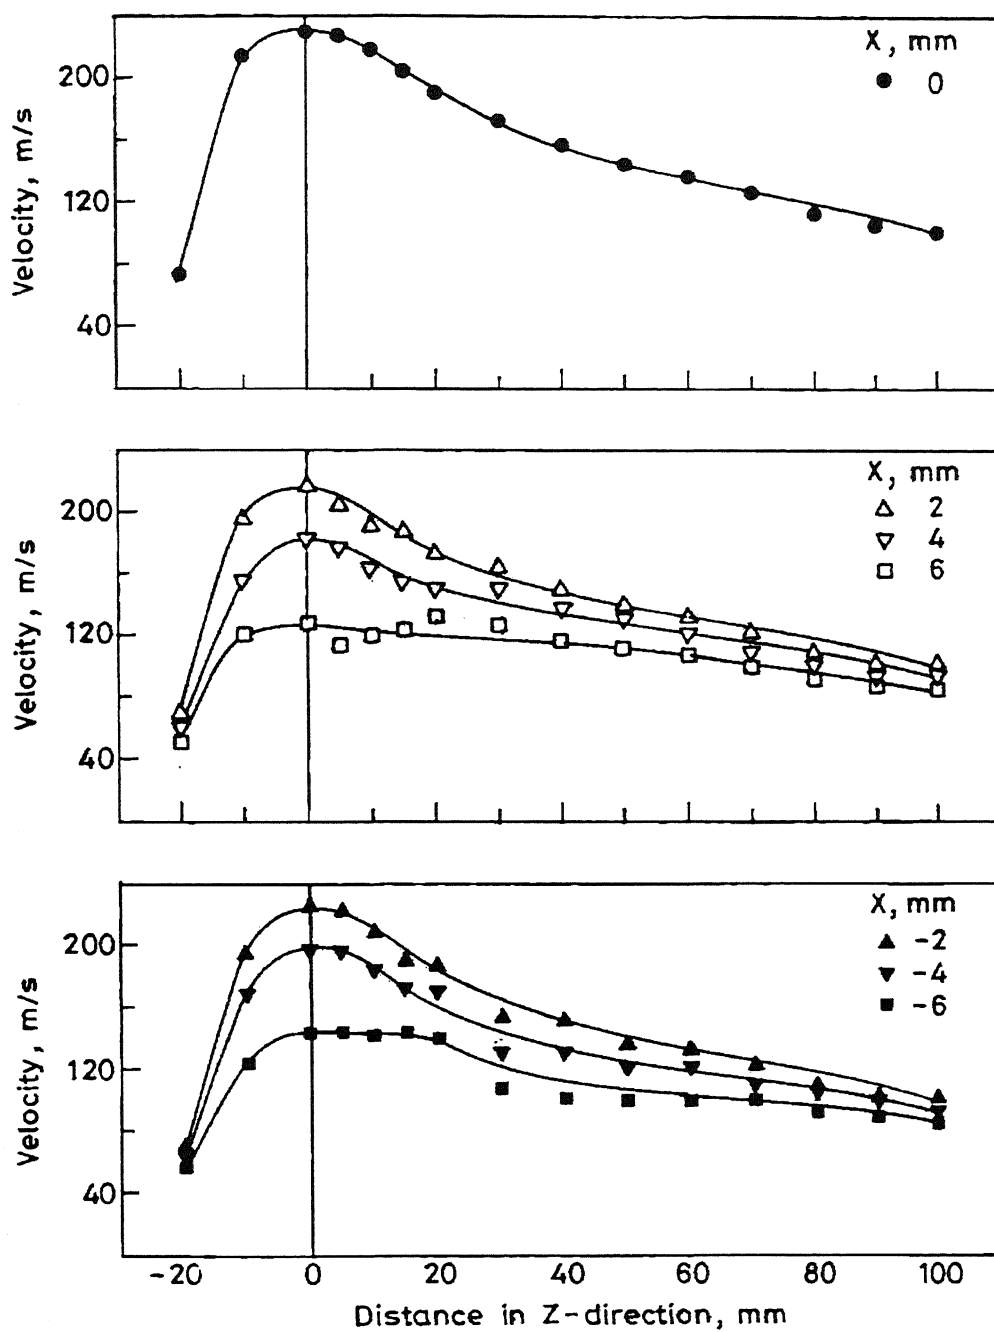 X, mm
● 0
200
120
40
Velocity, m/s
X, mm
△ 2
▽ 4
□ 6
200
120
40
Velocity, m/s
X, mm
▲ -2
▼ -4
■ -6
200
120
40
Velocity, m/s
-20 0 20 40 60 80 100
Distance in Z-direction, mm